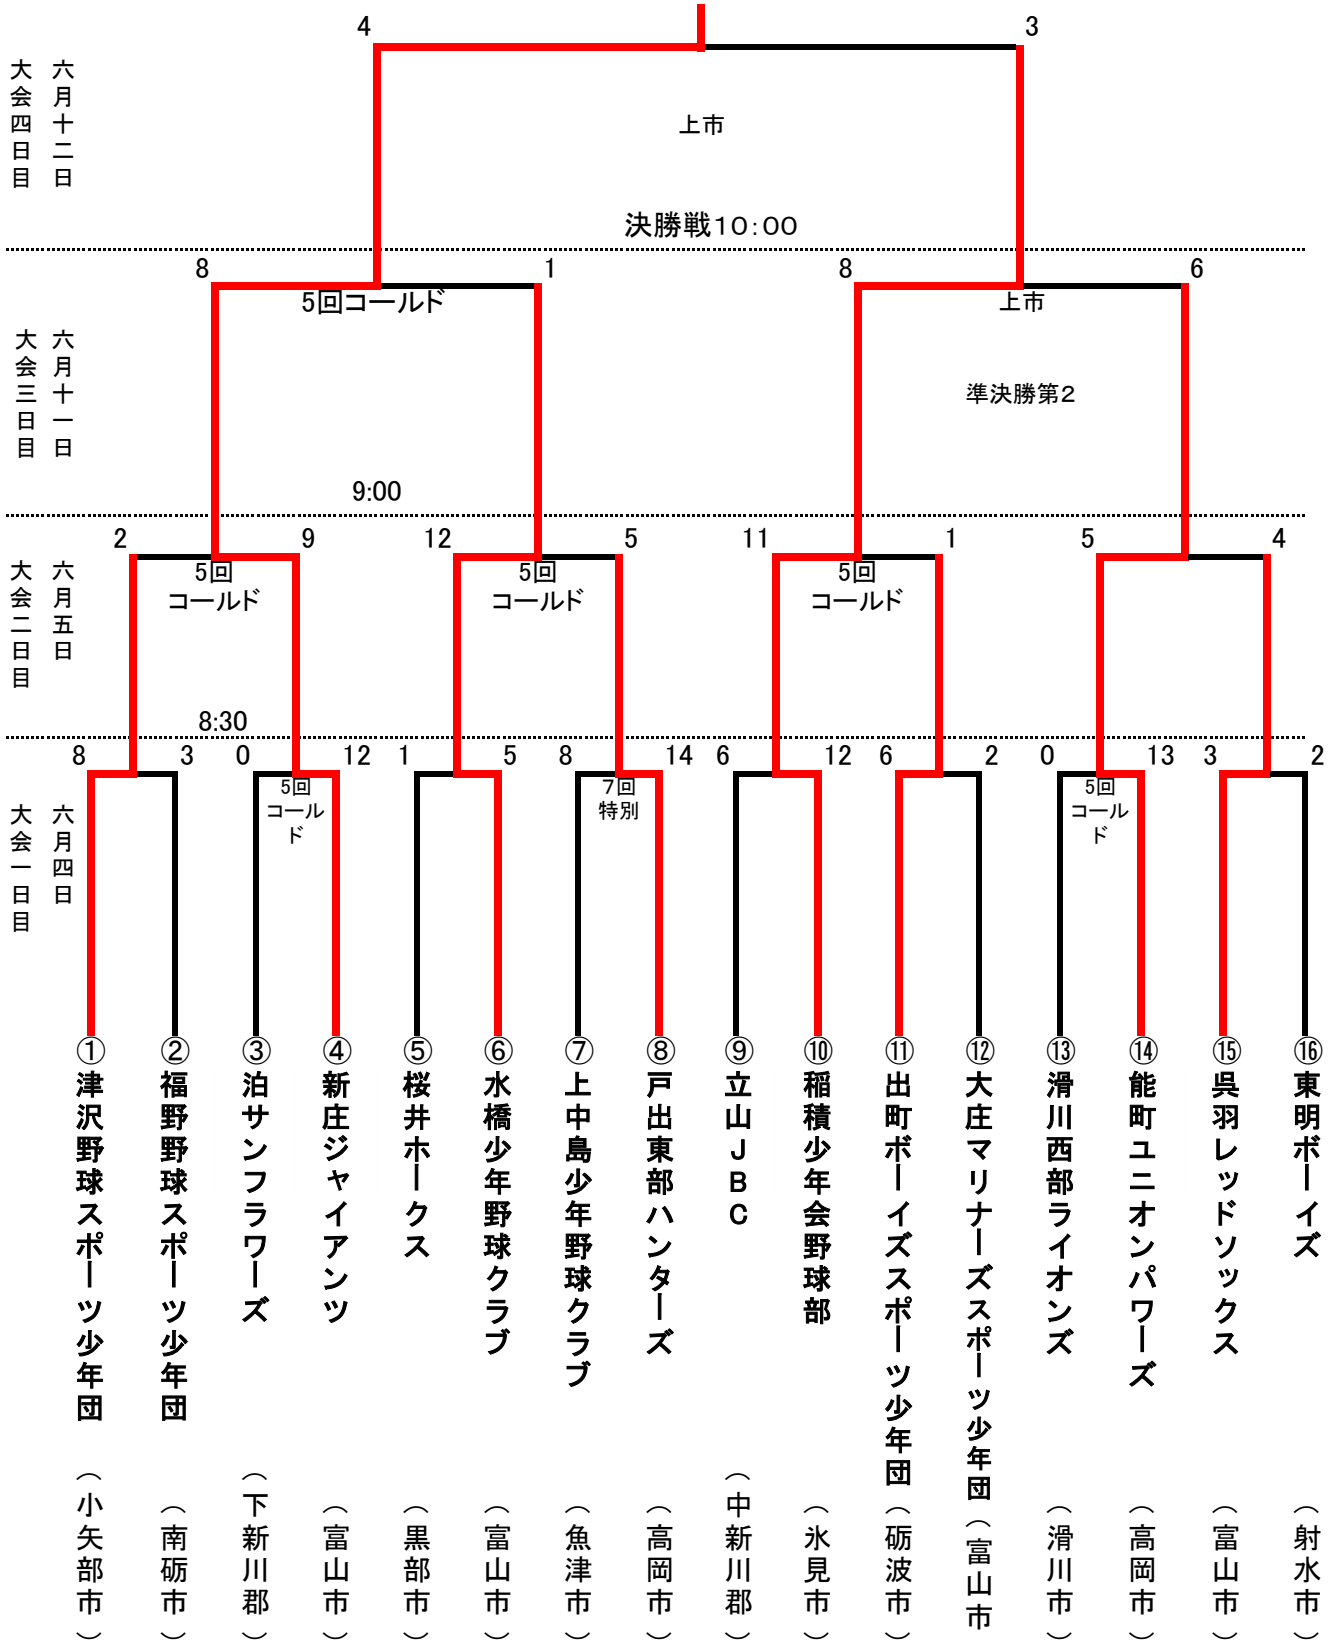 4
3
六月十二日
大会四日目
上市
決勝戦10:00
8
1
8
6
5回コールド
上市
六月十一日
大会三日目
準決勝第2
9:00
2
9
12
5
11
1
5
4
5回
コールド
5回
コールド
5回
コールド
六月五日
大会二日目
8:30
8
3
0
12
1
5
8
14
6
12
6
2
0
13
3
2
5回
コール
ド
7回
特別
5回
コール
ド
六月四日
大会一日目
①津沢野球スポーツ少年団（小矢部市）
②福野野球スポーツ少年団（南砺市）
③泊サンフラワーズ（下新川郡）
④新庄ジャイアンツ（富山市）
⑤桜井ホークス（黒部市）
⑥水橋少年野球クラブ（富山市）
⑦上中島少年野球クラブ（魚津市）
⑧戸出東部ハンターズ（高岡市）
⑨立山JBC（中新川郡）
⑩稲積少年会野球部（氷見市）
⑪出町ボーイズスポーツ少年団（砺波市）
⑫大庄マリナーズスポーツ少年団（富山市
⑬滑川西部ライオンズ（滑川市）
⑭能町ユニオンパワーズ（高岡市）
⑮呉羽レッドソックス（富山市）
⑯東明ボーイズ（射水市）